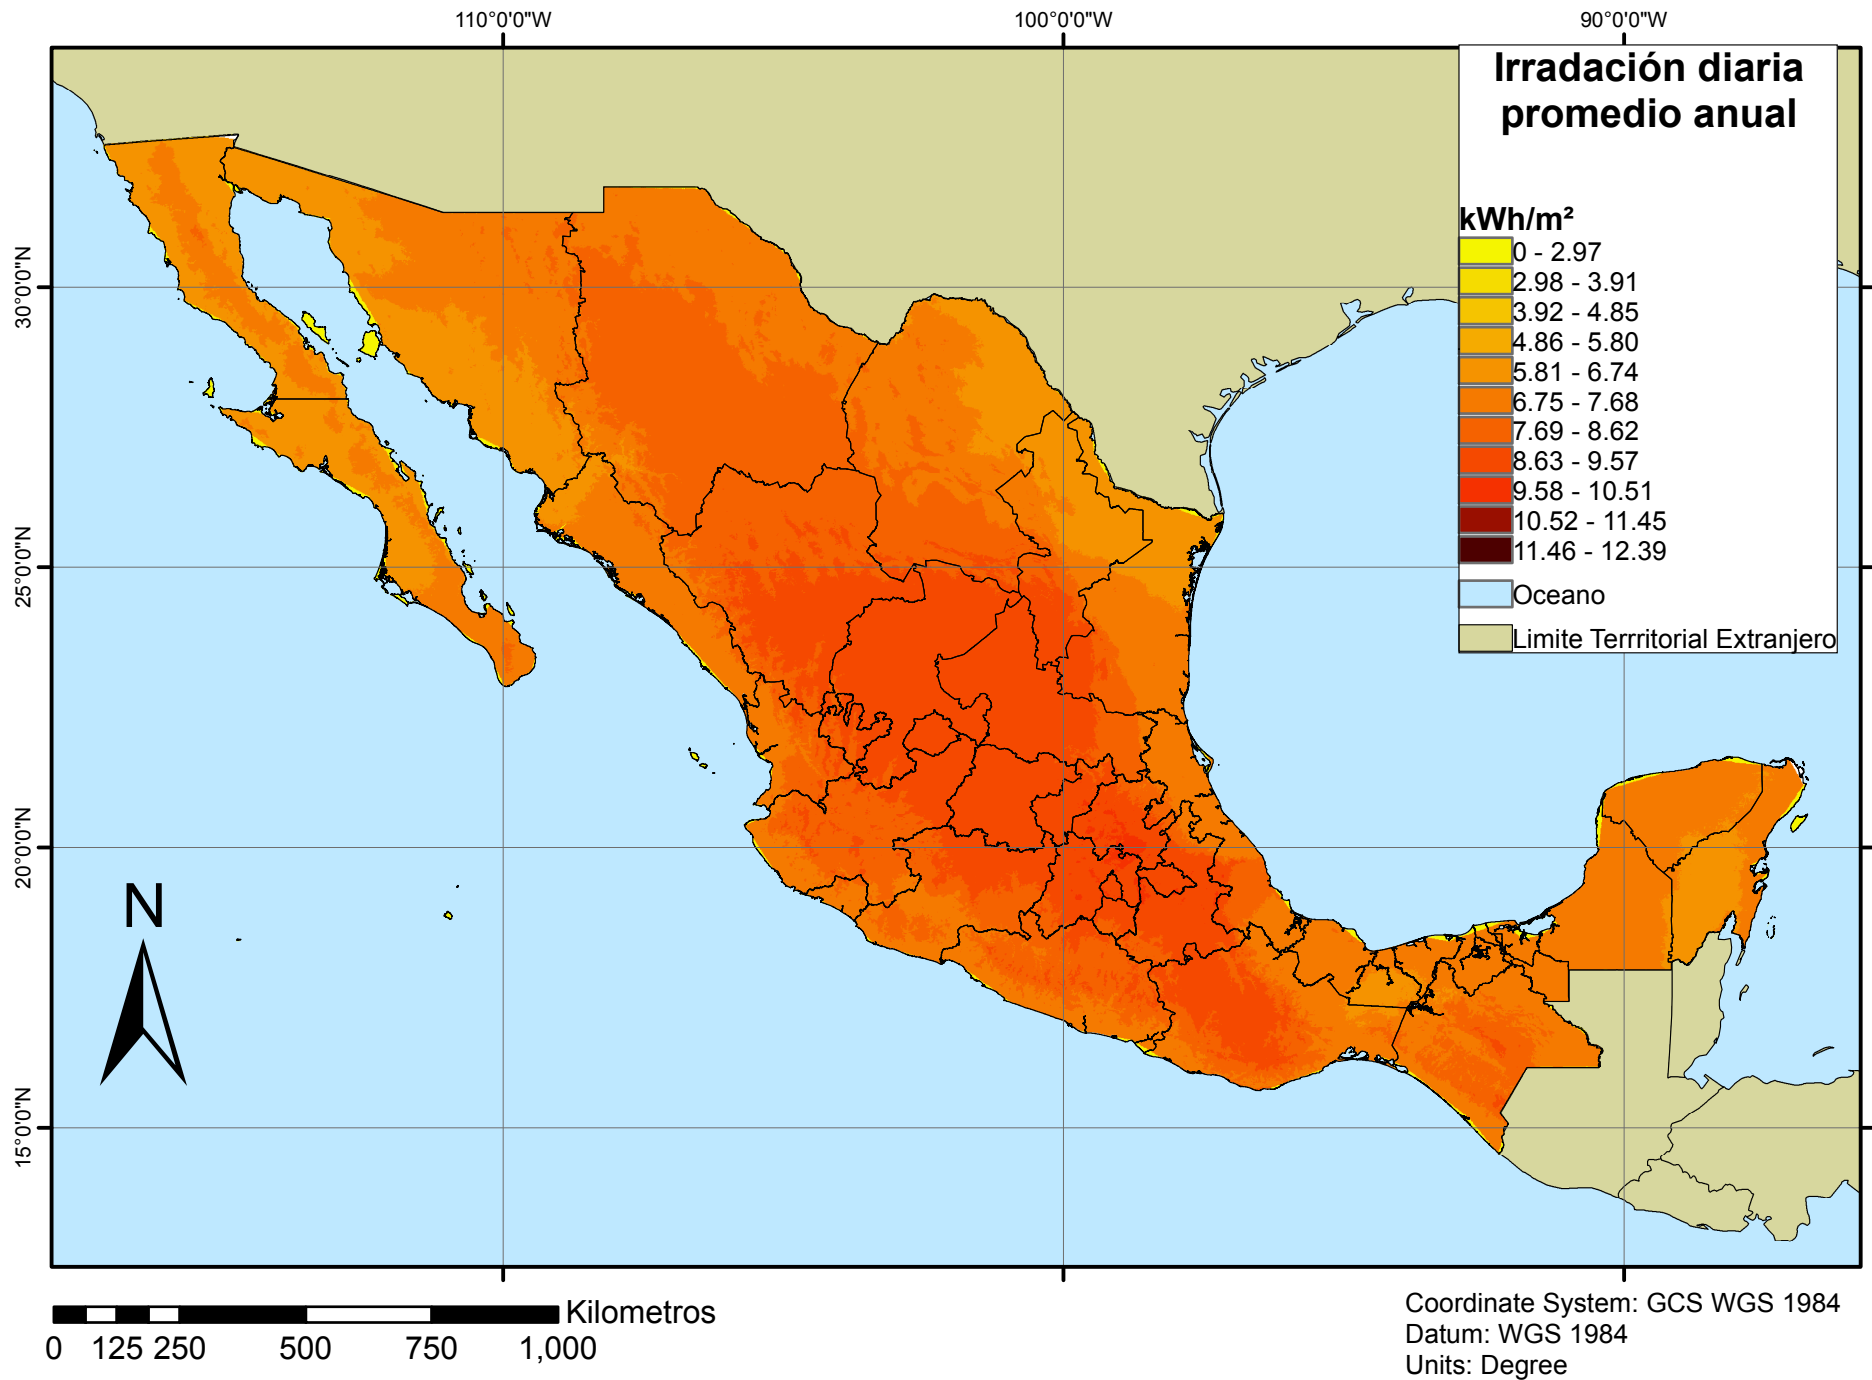 110°0'0"W
100°0'0"W
90°0'0"W
Irradación diaria
promedio anual
kWh/m²
0 - 2.97
2.98 - 3.91
3.92 - 4.85
4.86 - 5.80
5.81 - 6.74
6.75 - 7.68
7.69 - 8.62
8.63 - 9.57
9.58 - 10.51
10.52 - 11.45
11.46 - 12.39
Oceano
Limite Terrritorial Extranjero
30°0'0"N
25°0'0"N
20°0'0"N
15°0'0"N
N
Kilometros
0 125 250 500 750 1,000
Coordinate System: GCS WGS 1984
Datum: WGS 1984
Units: Degree